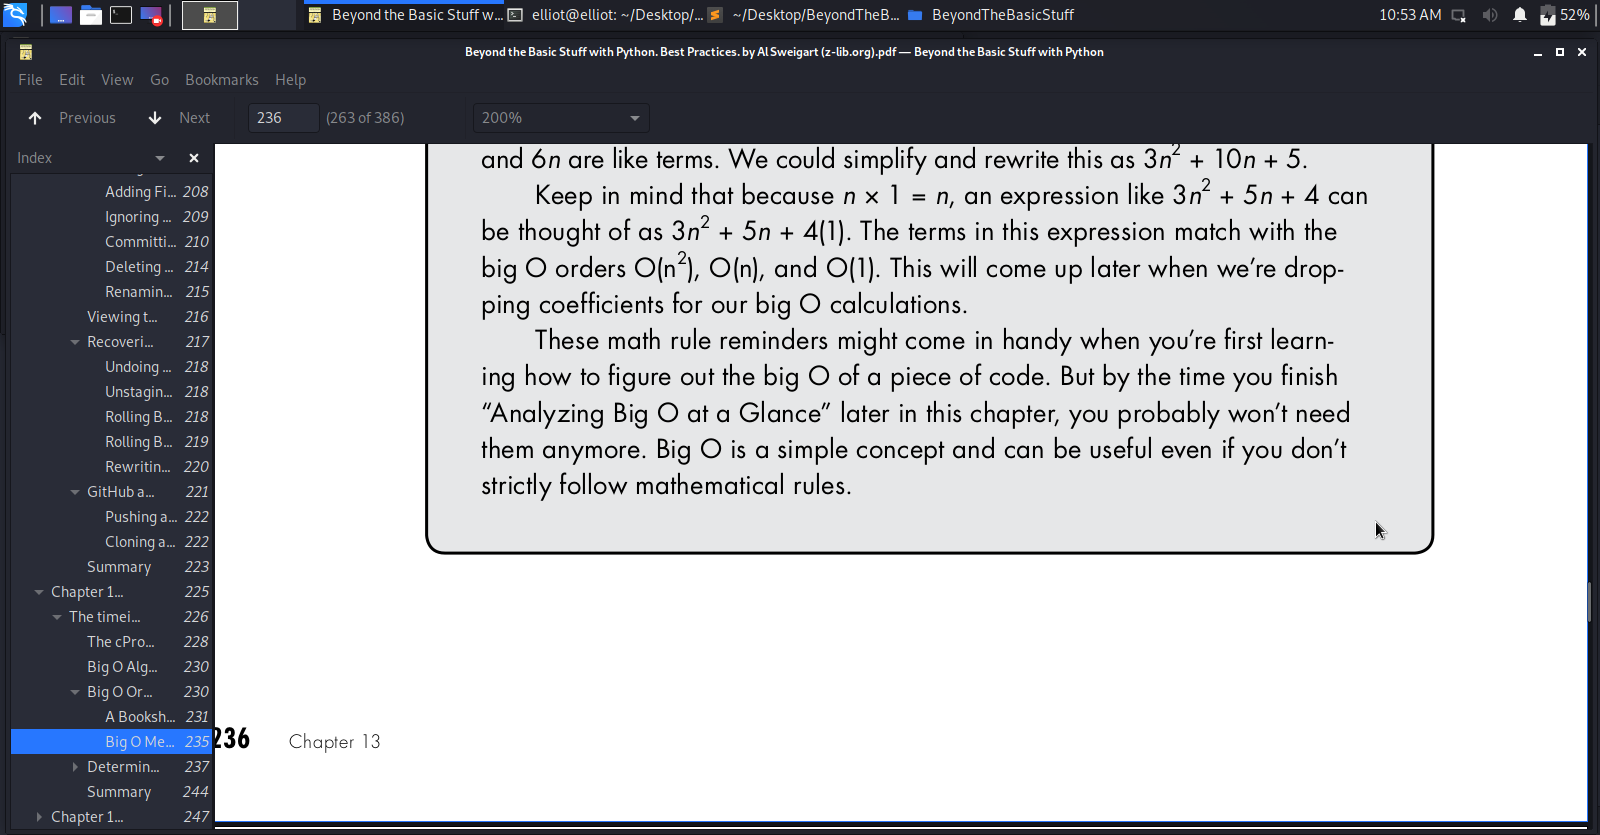 Beyond the Basic Stuff w...
elliot@elliot: ~/Desktop/...
~/Desktop/BeyondTheB...
BeyondTheBasicStuff
10:53 AM
52%
Beyond the Basic Stuff with Python. Best Practices. by Al Sweigart (z-lib.org).pdf — Beyond the Basic Stuff with Python
File Edit View Go Bookmarks Help
Previous Next 236 (263 of 386) 200%
Index
Adding Fi... 208
Ignoring ... 209
Committi... 210
Deleting ... 214
Renamin... 215
Viewing t... 216
Recoveri... 217
Undoing ... 218
Unstagin... 218
Rolling B... 218
Rolling B... 219
Rewritin... 220
GitHub a... 221
Pushing a... 222
Cloning a... 222
Summary 223
Chapter 1... 225
The timei... 226
The cPro... 228
Big O Alg... 230
Big O Or... 230
A Booksh... 231
Big O Me... 235
Determin... 237
Summary 244
Chapter 1... 247
and 6n are like terms. We could simplify and rewrite this as 3n² + 10n + 5.
Keep in mind that because n × 1 = n, an expression like 3n² + 5n + 4 can
be thought of as 3n² + 5n + 4(1). The terms in this expression match with the
big O orders O(n²), O(n), and O(1). This will come up later when we’re drop-
ping coefficients for our big O calculations.
These math rule reminders might come in handy when you’re first learn-
ing how to figure out the big O of a piece of code. But by the time you finish
“Analyzing Big O at a Glance” later in this chapter, you probably won’t need
them anymore. Big O is a simple concept and can be useful even if you don’t
strictly follow mathematical rules.
236 Chapter 13